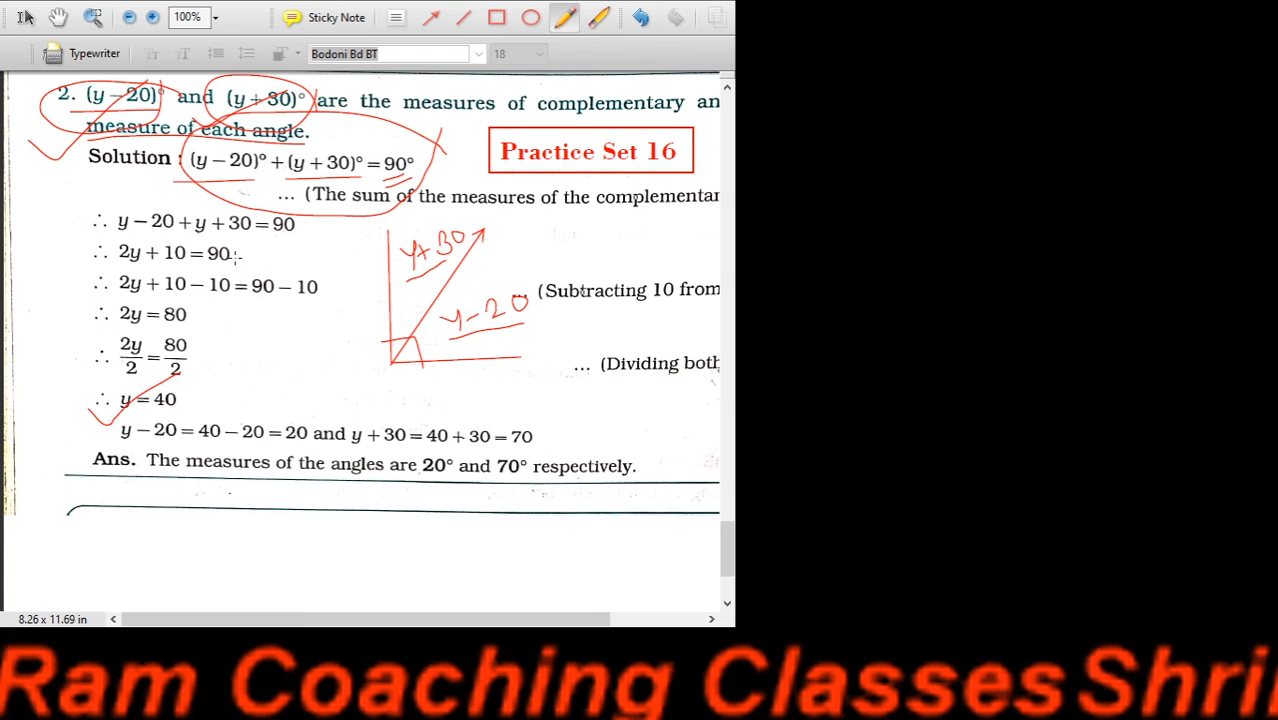 100%
Sticky Note
Typewriter
Bodoni Bd BT
18
2. (y – 20)° and (y + 30)° are the measures of complementary an
measure of each angle.
Practice Set 16
Solution : (y – 20)° + (y + 30)° = 90°
... (The sum of the measures of the complementar
∴ y – 20 + y + 30 = 90
y+30
∴ 2y + 10 = 90
∴ 2y + 10 – 10 = 90 – 10
... (Subtracting 10 from
y-20
∴ 2y = 80
∴ 2y/2 = 80/2
... (Dividing both
∴ y = 40
y – 20 = 40 – 20 = 20 and y + 30 = 40 + 30 = 70
Ans. The measures of the angles are 20° and 70° respectively.
8.26 x 11.69 in
Ram Coaching Classes Shri